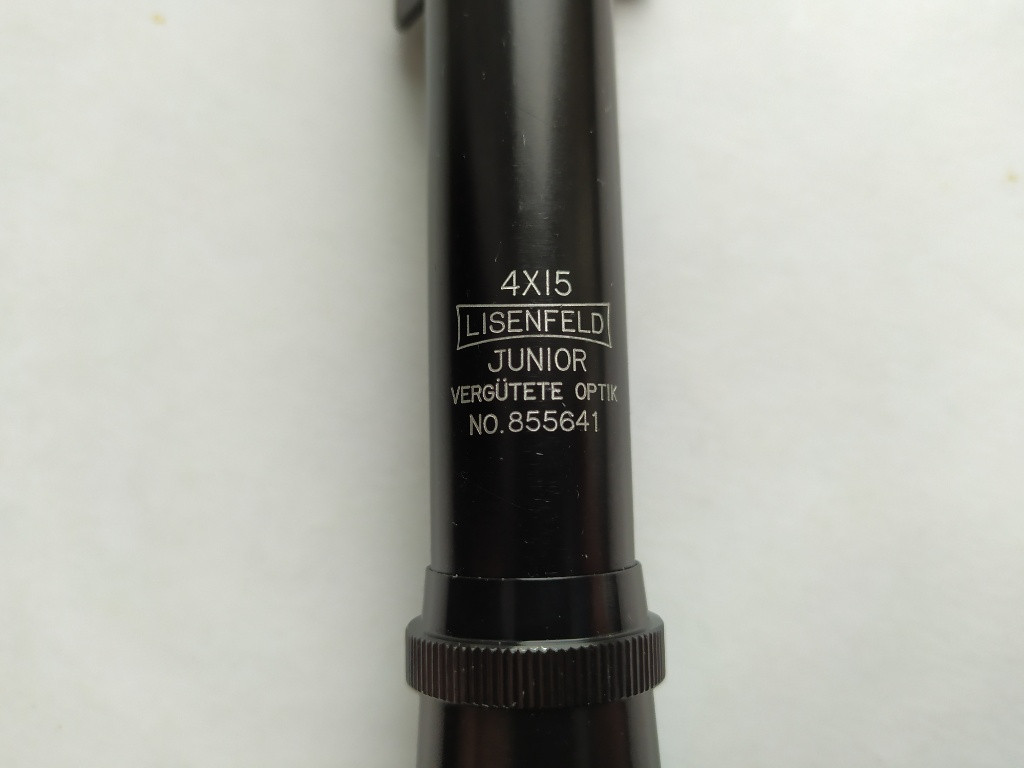 4X15
LISENFELD
JUNIOR
VERGÜTETE OPTIK
NO.855641